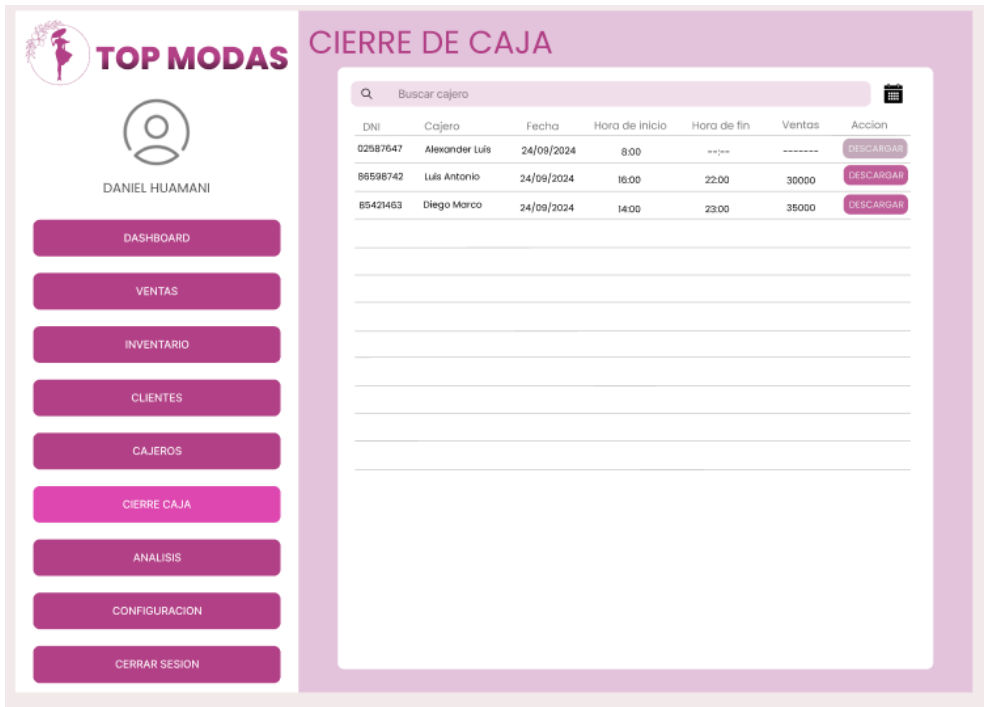 TOP MODAS
DANIEL HUAMANI
DASHBOARD
VENTAS
INVENTARIO
CLIENTES
CAJEROS
CIERRE CAJA
ANALISIS
CONFIGURACION
CERRAR SESION
CIERRE DE CAJA
Buscar cajero
DNI Cajero Fecha Hora de inicio Hora de fin Ventas Accion
02587647 Alexander Luis 24/09/2024 8:00 --:-- ------- DESCARGAR
86598742 Luis Antonio 24/09/2024 16:00 22:00 30000 DESCARGAR
85421463 Diego Marco 24/09/2024 14:00 23:00 35000 DESCARGAR